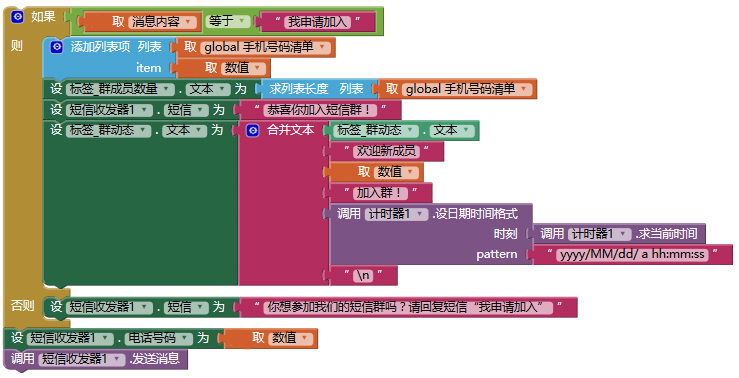 如果 取 消息内容 等于 " 我申请加入 "
则 添加列表项 列表 取 global 手机号码清单
item 取 数值
设 标签_群成员数量 . 文本 为 求列表长度 列表 取 global 手机号码清单
设 短信收发器1 . 短信 为 " 恭喜你加入短信群！ "
设 标签_群动态 . 文本 为 合并文本 标签_群动态 . 文本
" 欢迎新成员 "
取 数值
" 加入群！ "
调用 计时器1 .设日期时间格式
时刻 调用 计时器1 .求当前时间
pattern " yyyy/MM/dd/ a hh:mm:ss "
" \n "
否则 设 短信收发器1 . 短信 为 " 你想参加我们的短信群吗？请回复短信“我申请加入” "
设 短信收发器1 . 电话号码 为 取 数值
调用 短信收发器1 .发送消息